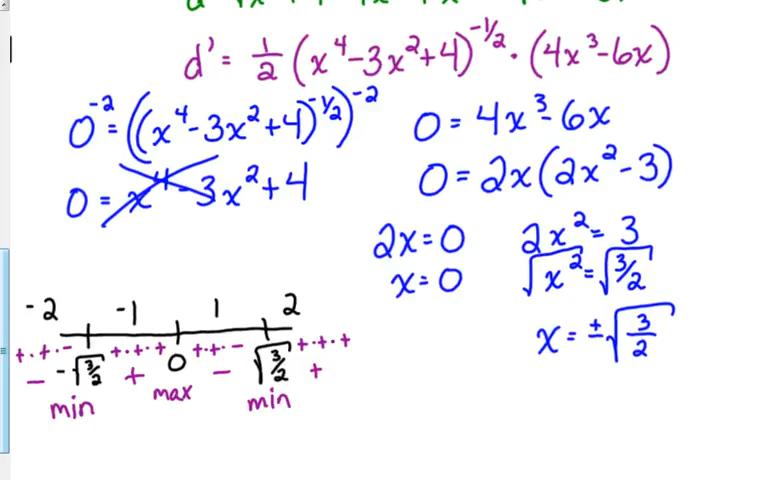 d' = 1/2 (x⁴-3x²+4)^(-1/2) · (4x³-6x)
0^(-2) = ((x⁴-3x²+4)^(-1/2))^(-2)
0 = x⁴-3x²+4
0 = 4x³-6x
0 = 2x(2x²-3)
2x=0
x=0
2x²=3
√x²=√3/2
x = ±√3/2
-2 -1 1 2
+·+·- +·+·+ +·+·- +·+·+
-√3/2 0 √3/2
- + - +
min max min